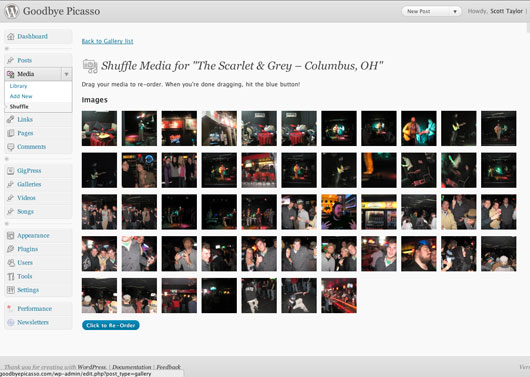 Goodbye Picasso
New Post
Howdy, Scott Taylor |
Dashboard
Posts
Media
Library
Add New
Shuffle
Links
Pages
Comments
GigPress
Galleries
Videos
Songs
Appearance
Plugins
Users
Tools
Settings
Performance
Newsletters
Back to Gallery list
Shuffle Media for "The Scarlet & Grey – Columbus, OH"
Drag your media to re-order. When you're done dragging, hit the blue button!
Images
Click to Re-Order
Thank you for creating with WordPress. | Documentation | Feedback
goodbyepicasso.com/wp-admin/edit.php?post_type=gallery